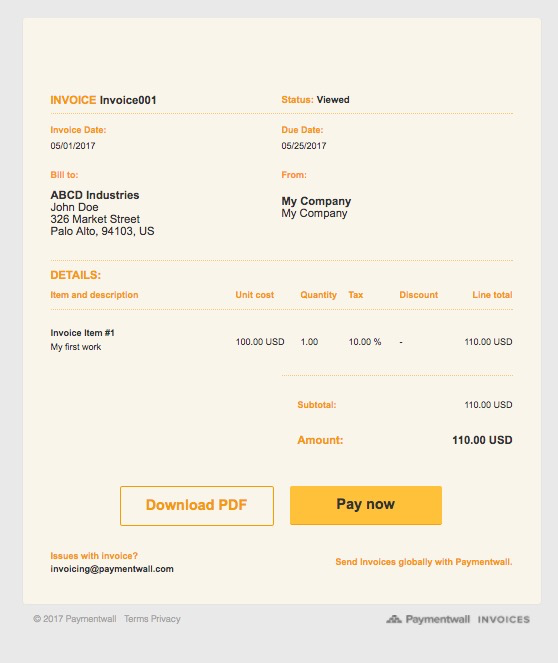 INVOICE Invoice001 Status: Viewed
Invoice Date: Due Date:
05/01/2017 05/25/2017
Bill to: From:
ABCD Industries
John Doe
326 Market Street
Palo Alto, 94103, US
My Company
My Company
DETAILS:
Item and description Unit cost Quantity Tax Discount Line total
Invoice Item #1
My first work
100.00 USD 1.00 10.00 % - 110.00 USD
Subtotal: 110.00 USD
Amount: 110.00 USD
Download PDF Pay now
Issues with invoice?
invoicing@paymentwall.com
Send Invoices globally with Paymentwall.
© 2017 Paymentwall Terms Privacy Paymentwall INVOICES